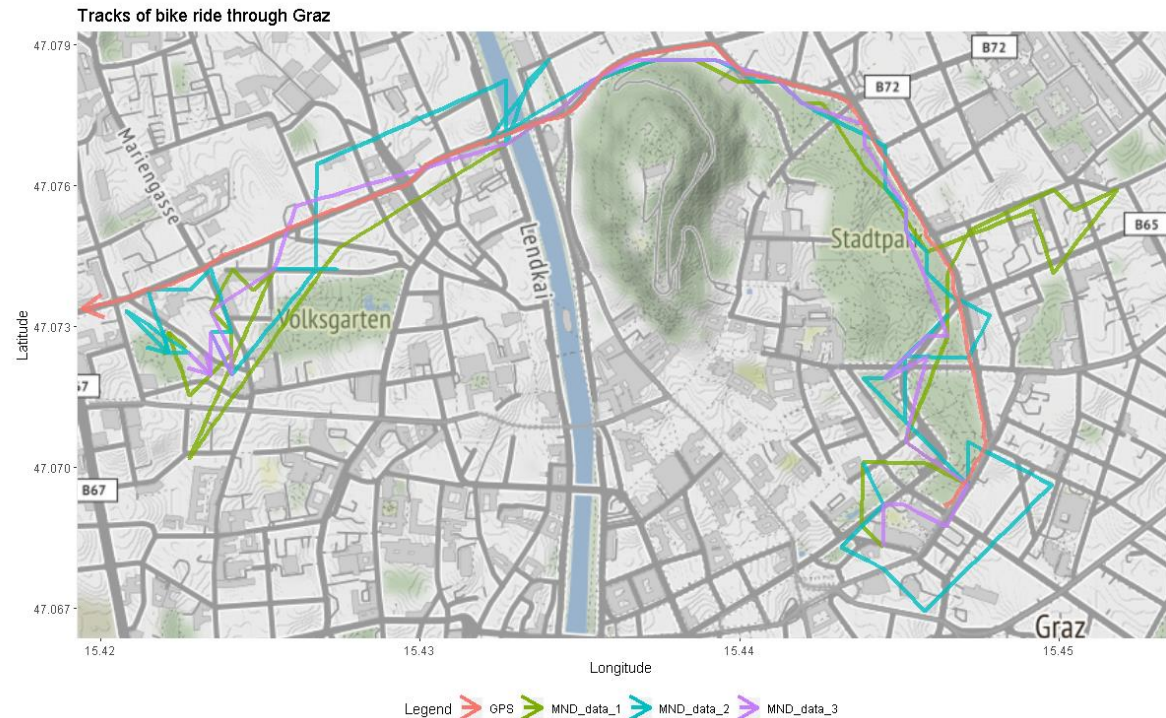 Tracks of bike ride through Graz
47.079
47.076
47.073
47.070
47.067
Latitude
B72
B72
B65
Mariengasse
Lendkai
Stadtpark
Volksgarten
67
B67
Graz
15.42
15.43
15.44
15.45
Longitude
Legend GPS MND_data_1 MND_data_2 MND_data_3